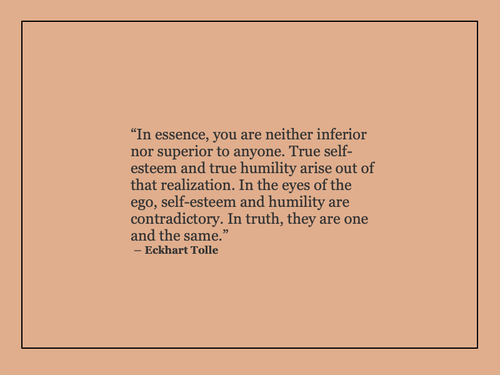 “In essence, you are neither inferior
nor superior to anyone. True self-
esteem and true humility arise out of
that realization. In the eyes of the
ego, self-esteem and humility are
contradictory. In truth, they are one
and the same.”
― Eckhart Tolle